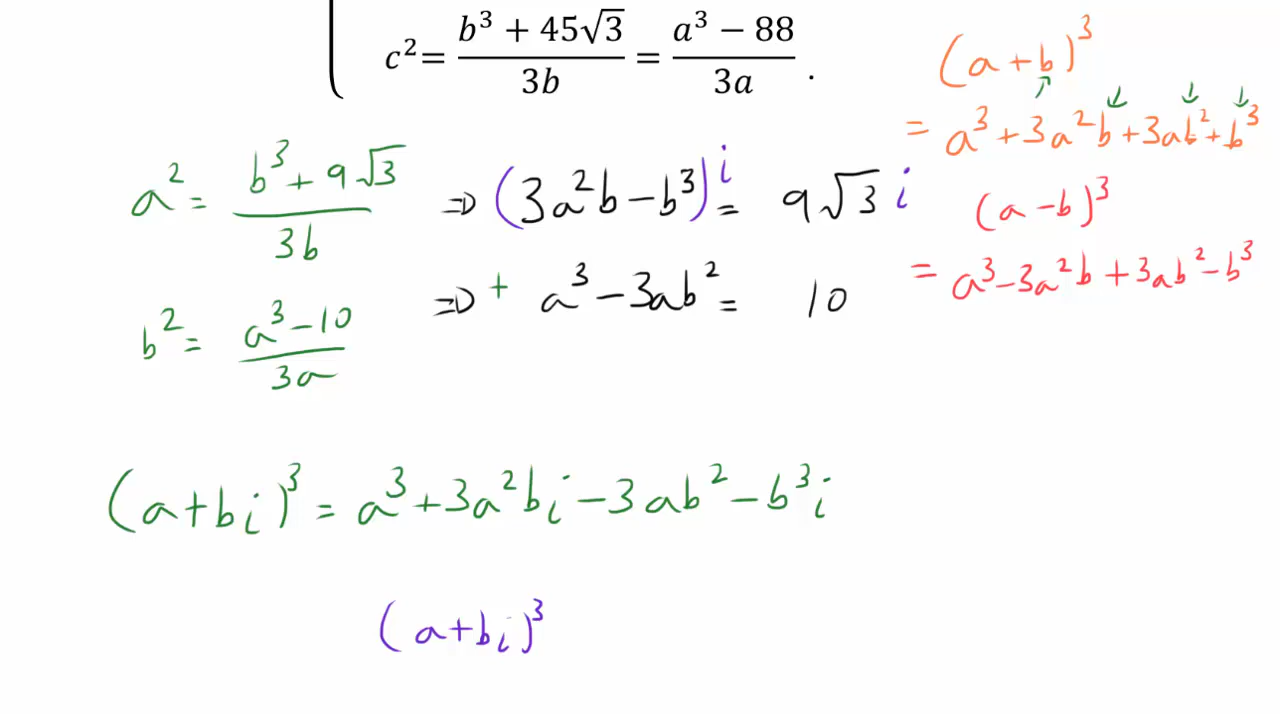 c² = (b³ + 45√3)/(3b) = (a³ − 88)/(3a) .
(a + b)³
= a³ + 3a²b + 3ab² + b³
(a − b)³
= a³ − 3a²b + 3ab² − b³
a² = (b³ + 9√3)/(3b) ⇒ (3a²b − b³)i = 9√3 i
b² = (a³ − 10)/(3a) ⇒ + a³ − 3ab² = 10
(a + bi)³ = a³ + 3a²bi − 3ab² − b³i
(a + bi)³